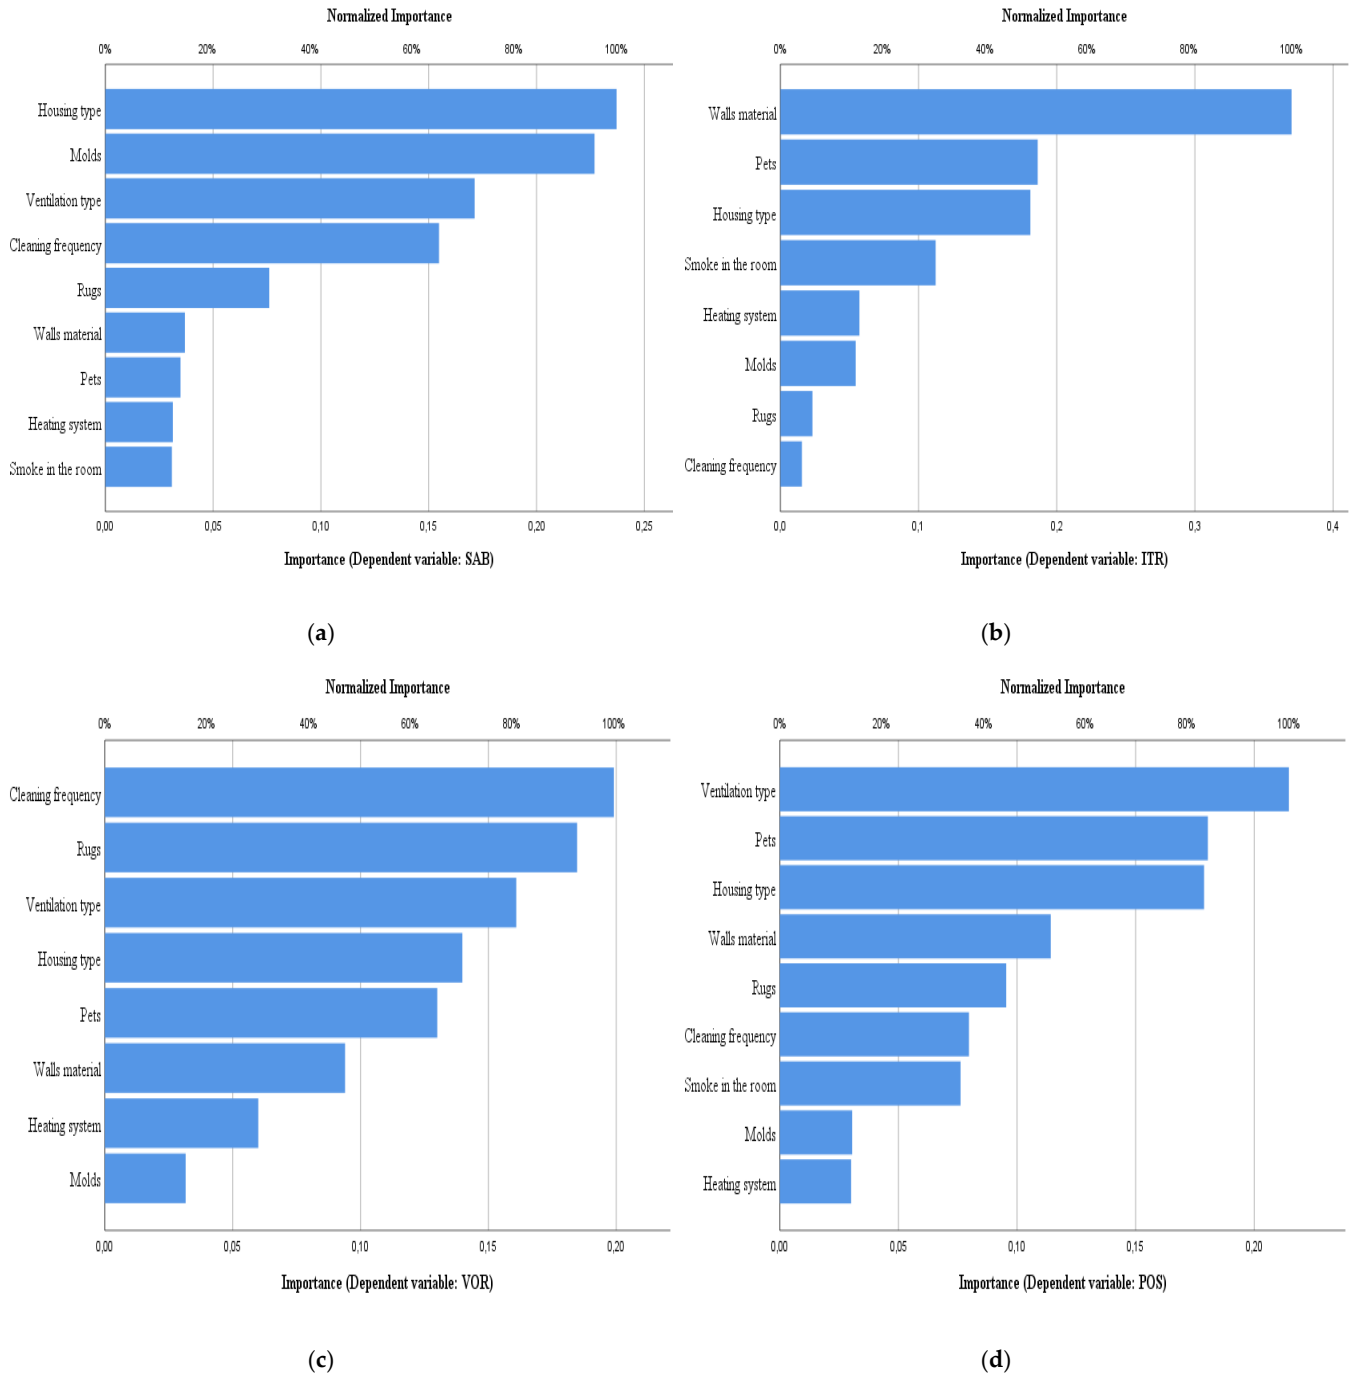 Normalized Importance
0% 20% 40% 60% 80% 100%
Housing type
Molds
Ventilation type
Cleaning frequency
Rugs
Walls material
Pets
Heating system
Smoke in the room
0,00 0,05 0,10 0,15 0,20 0,25
Importance (Dependent variable: SAB)
(a)
Normalized Importance
0% 20% 40% 60% 80% 100%
Walls material
Pets
Housing type
Smoke in the room
Heating system
Molds
Rugs
Cleaning frequency
0,0 0,1 0,2 0,3 0,4
Importance (Dependent variable: ITR)
(b)
Normalized Importance
0% 20% 40% 60% 80% 100%
Cleaning frequency
Rugs
Ventilation type
Housing type
Pets
Walls material
Heating system
Molds
0,00 0,05 0,10 0,15 0,20
Importance (Dependent variable: VOR)
(c)
Normalized Importance
0% 20% 40% 60% 80% 100%
Ventilation type
Pets
Housing type
Walls material
Rugs
Cleaning frequency
Smoke in the room
Molds
Heating system
0,00 0,05 0,10 0,15 0,20
Importance (Dependent variable: POS)
(d)